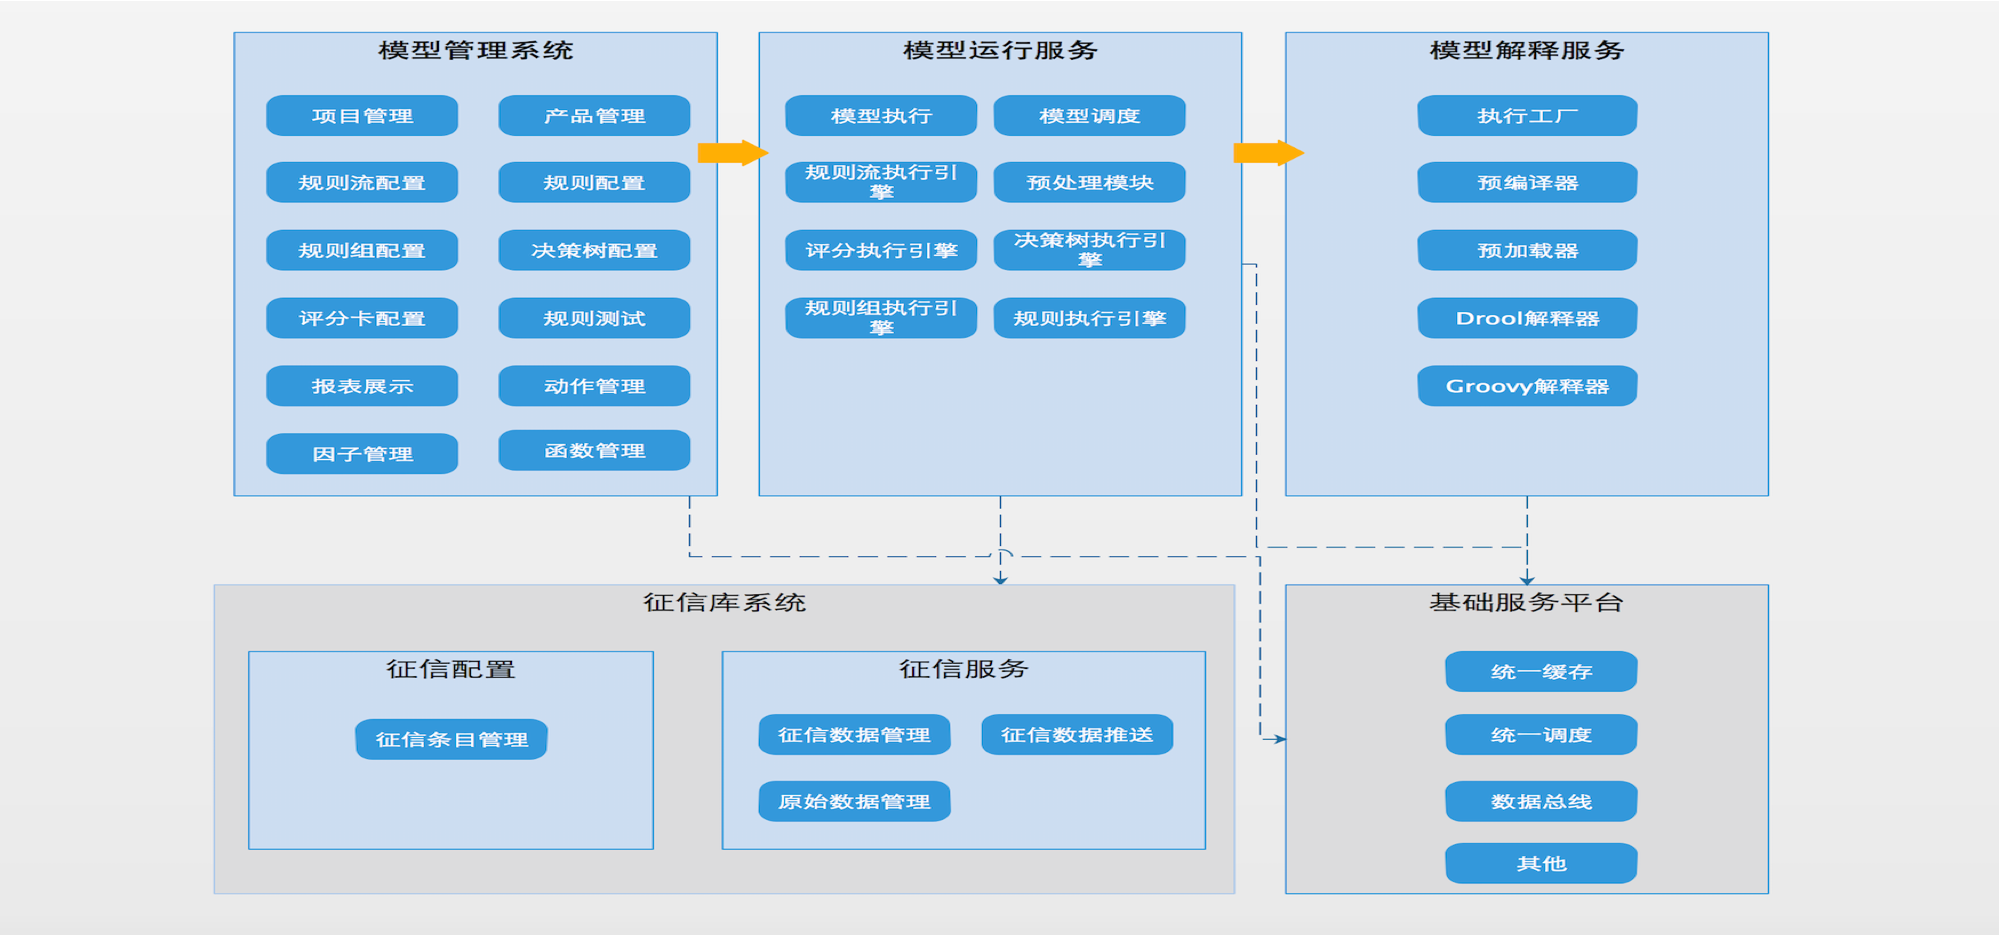 模型管理系统
项目管理
产品管理
规则流配置
规则配置
规则组配置
决策树配置
评分卡配置
规则测试
报表展示
动作管理
因子管理
函数管理
模型运行服务
模型执行
模型调度
规则流执行引
擎
预处理模块
评分执行引擎
决策树执行引
擎
规则组执行引
擎
规则执行引擎
模型解释服务
执行工厂
预编译器
预加载器
Drool解释器
Groovy解释器
征信库系统
征信配置
征信条目管理
征信服务
征信数据管理
征信数据推送
原始数据管理
基础服务平台
统一缓存
统一调度
数据总线
其他